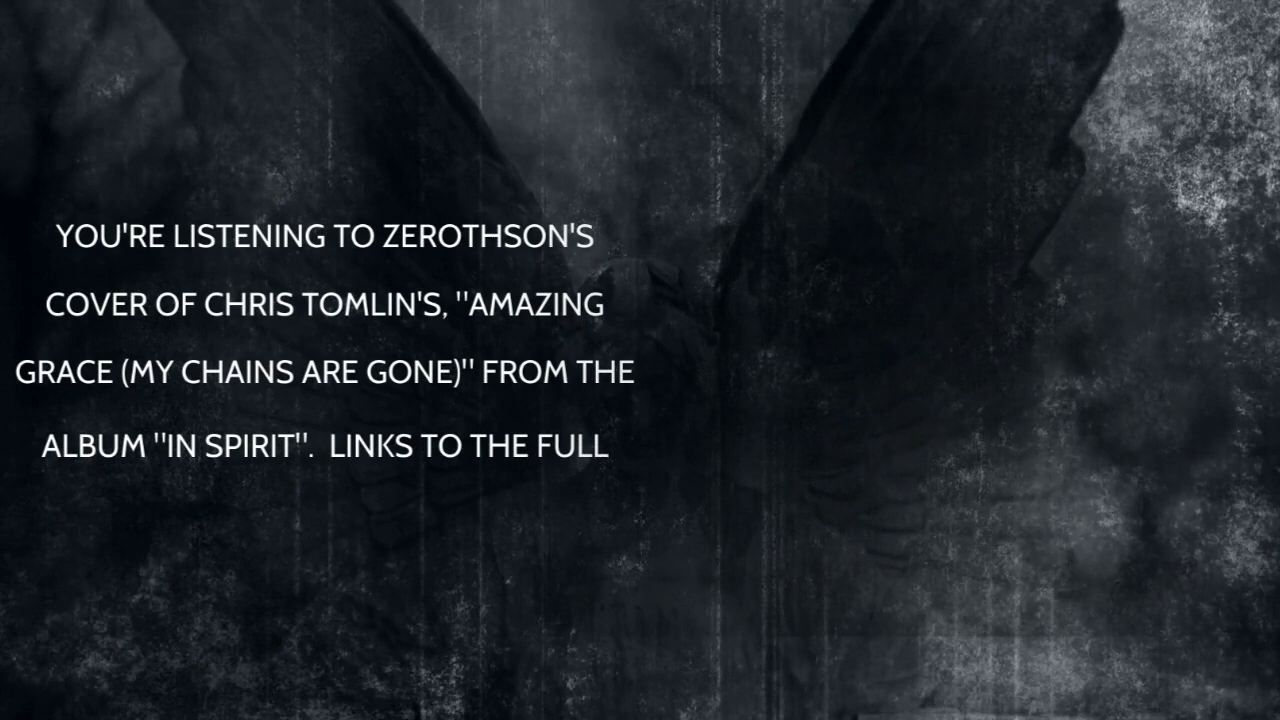 YOU'RE LISTENING TO ZEROTHSON'S
COVER OF CHRIS TOMLIN'S, "AMAZING
GRACE (MY CHAINS ARE GONE)" FROM THE
ALBUM "IN SPIRIT".  LINKS TO THE FULL